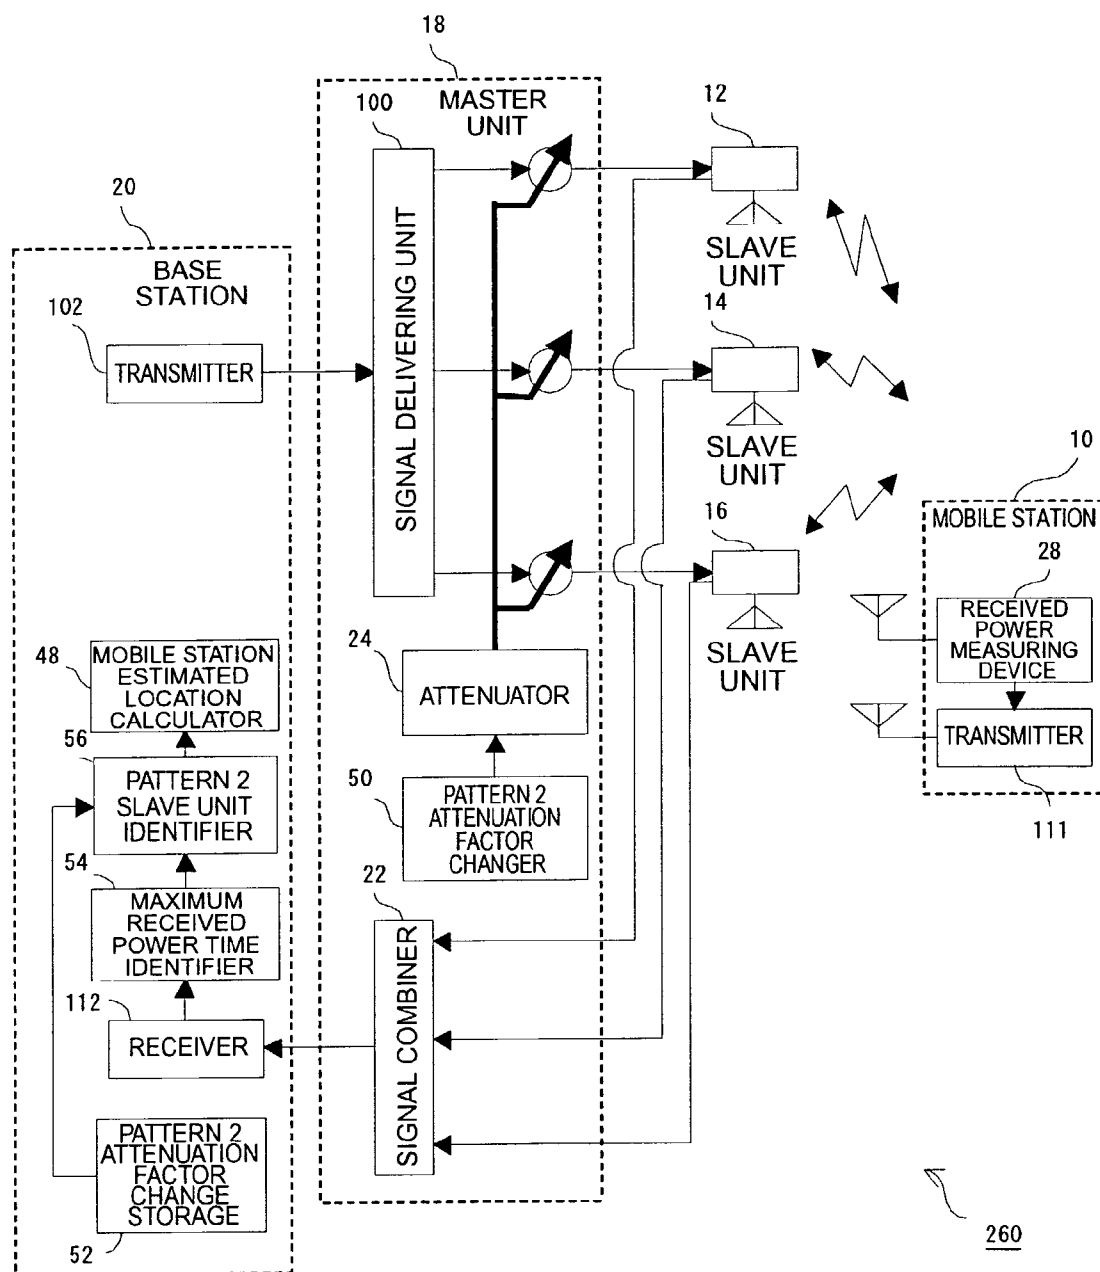 18
MASTER
UNIT
100
SIGNAL DELIVERING UNIT
12
SLAVE
UNIT
20
BASE
STATION
102
TRANSMITTER
14
SLAVE
UNIT
16
SLAVE
UNIT
10
MOBILE STATION
28
RECEIVED
POWER
MEASURING
DEVICE
TRANSMITTER
111
24
ATTENUATOR
50
PATTERN 2
ATTENUATION
FACTOR
CHANGER
22
SIGNAL COMBINER
48
MOBILE STATION
ESTIMATED
LOCATION
CALCULATOR
56
PATTERN 2
SLAVE UNIT
IDENTIFIER
54
MAXIMUM
RECEIVED
POWER TIME
IDENTIFIER
112
RECEIVER
PATTERN 2
ATTENUATION
FACTOR
CHANGE
STORAGE
52
260